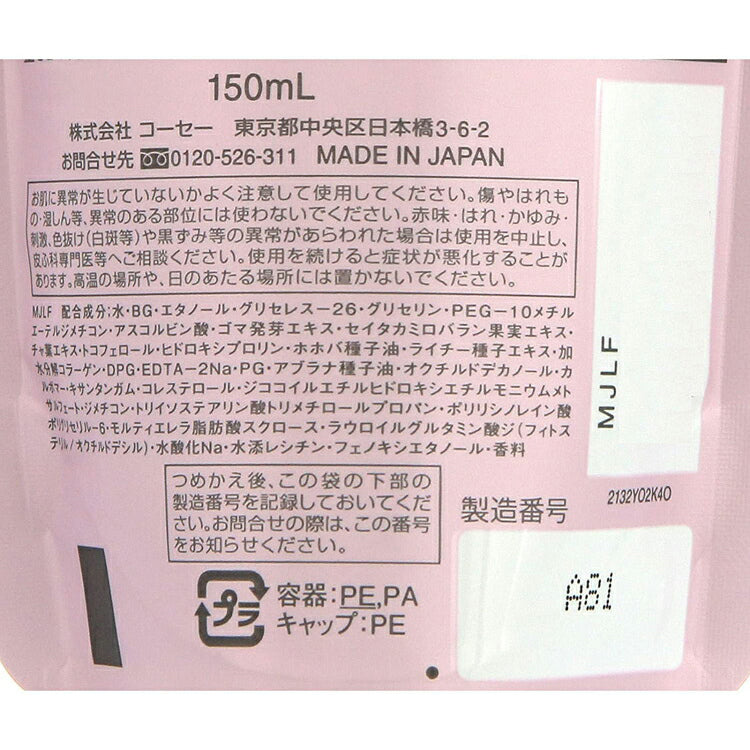 150mL
株式会社 コーセー 東京都中央区日本橋3-6-2
お問合せ先 0120-526-311 MADE IN JAPAN
お肌に異常が生じていないかよく注意して使用してください。傷やはれも
の・湿しん等、異常のある部位には使わないでください。赤味・はれ・かゆみ・
刺激、色抜け(白斑等)や黒ずみ等の異常があらわれた場合は使用を中止し、
皮ふ科専門医等へご相談ください。使用を続けると症状が悪化することが
あります。高温の場所や、日のあたる場所には置かないでください。
MJLF 配合成分;水・BG・エタノール・グリセレス-26・グリセリン・PEG-10メチル
エーテルジメチコン・アスコルビン酸・ゴマ発芽エキス・セイタカミロバラン果実エキス・
チャ葉エキス・トコフェロール・ヒドロキシプロリン・ホホバ種子油・ライチー種子エキス・加
水分解コラーゲン・DPG・EDTA-2Na・PG・アブラナ種子油・オクチルドデカノール・カ
ルボマー・キサンタンガム・コレステロール・ジココイルエチルヒドロキシエチルモニウムメト
サルフェート・ジメチコン・トリイソステアリン酸トリメチロールプロパン・ポリリシノレイン酸
ポリグリセリル-6・モルティエレラ脂肪酸スクロース・ラウロイルグルタミン酸ジ(フィトス
テリル/オクチルドデシル)・水酸化Na・水添レシチン・フェノキシエタノール・香料
MJLF
2132Y02K40
つめかえ後、この袋の下部の
製造番号を記録しておいてくだ
さい。お問合せの際は、この番号
をお知らせください。
製造番号
A81
プラ
容器:PE,PA
キャップ:PE